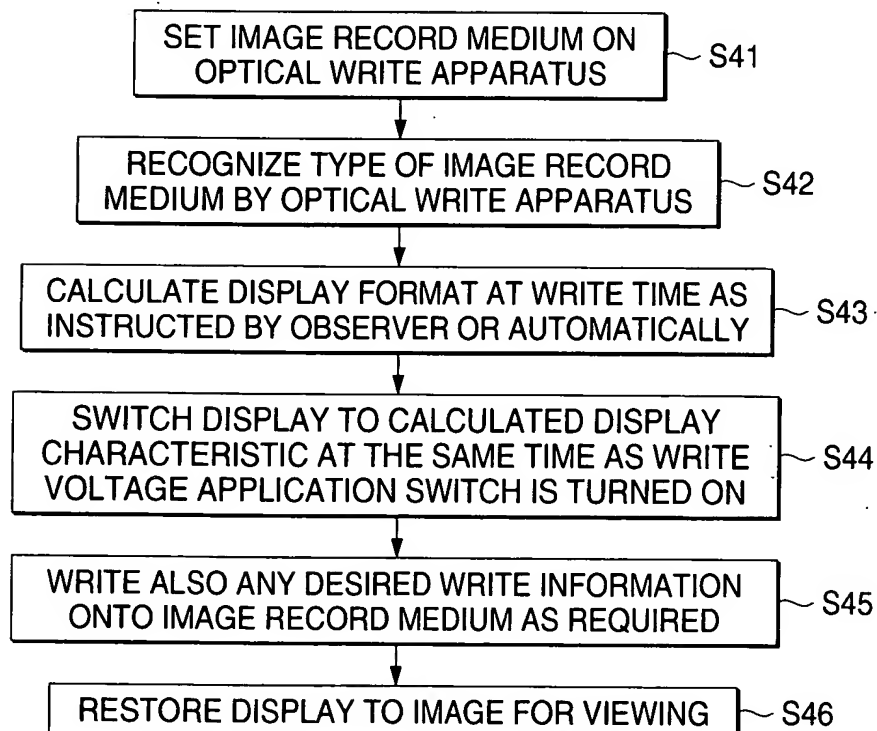 SET IMAGE RECORD MEDIUM ON
OPTICAL WRITE APPARATUS
S41
RECOGNIZE TYPE OF IMAGE RECORD
MEDIUM BY OPTICAL WRITE APPARATUS
S42
CALCULATE DISPLAY FORMAT AT WRITE TIME AS
INSTRUCTED BY OBSERVER OR AUTOMATICALLY
S43
SWITCH DISPLAY TO CALCULATED DISPLAY
CHARACTERISTIC AT THE SAME TIME AS WRITE
VOLTAGE APPLICATION SWITCH IS TURNED ON
S44
WRITE ALSO ANY DESIRED WRITE INFORMATION
ONTO IMAGE RECORD MEDIUM AS REQUIRED
S45
RESTORE DISPLAY TO IMAGE FOR VIEWING
S46